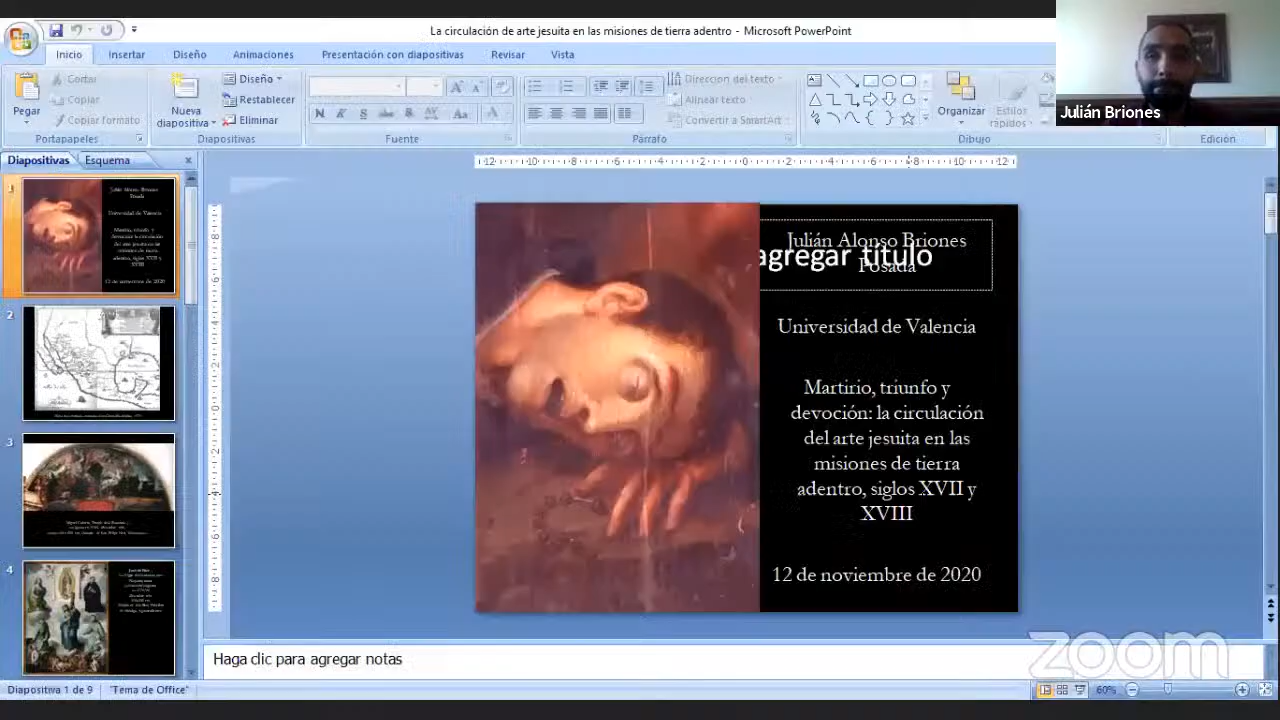 La circulación de arte jesuita en las misiones de tierra adentro - Microsoft PowerPoint
Inicio Insertar Diseño Animaciones Presentación con diapositivas Revisar Vista
Julián Briones
Pegar
Cortar
Copiar
Copiar formato
Portapapeles
Nueva diapositiva
Diseño
Restablecer
Eliminar
Diapositivas
N K S
Fuente
Dirección del texto
Alinear texto
Convertir a SmartArt
Párrafo
Organizar
Estilos rápidos
Dibujo
Edición
Diapositivas Esquema
1
2
3
4
agregar título
Julián Alonso Briones
Posada
Universidad de Valencia
Martirio, triunfo y
devoción: la circulación
del arte jesuita en las
misiones de tierra
adentro, siglos XVII y
XVIII
12 de noviembre de 2020
Haga clic para agregar notas
zoom
Diapositiva 1 de 9 "Tema de Office" 60%